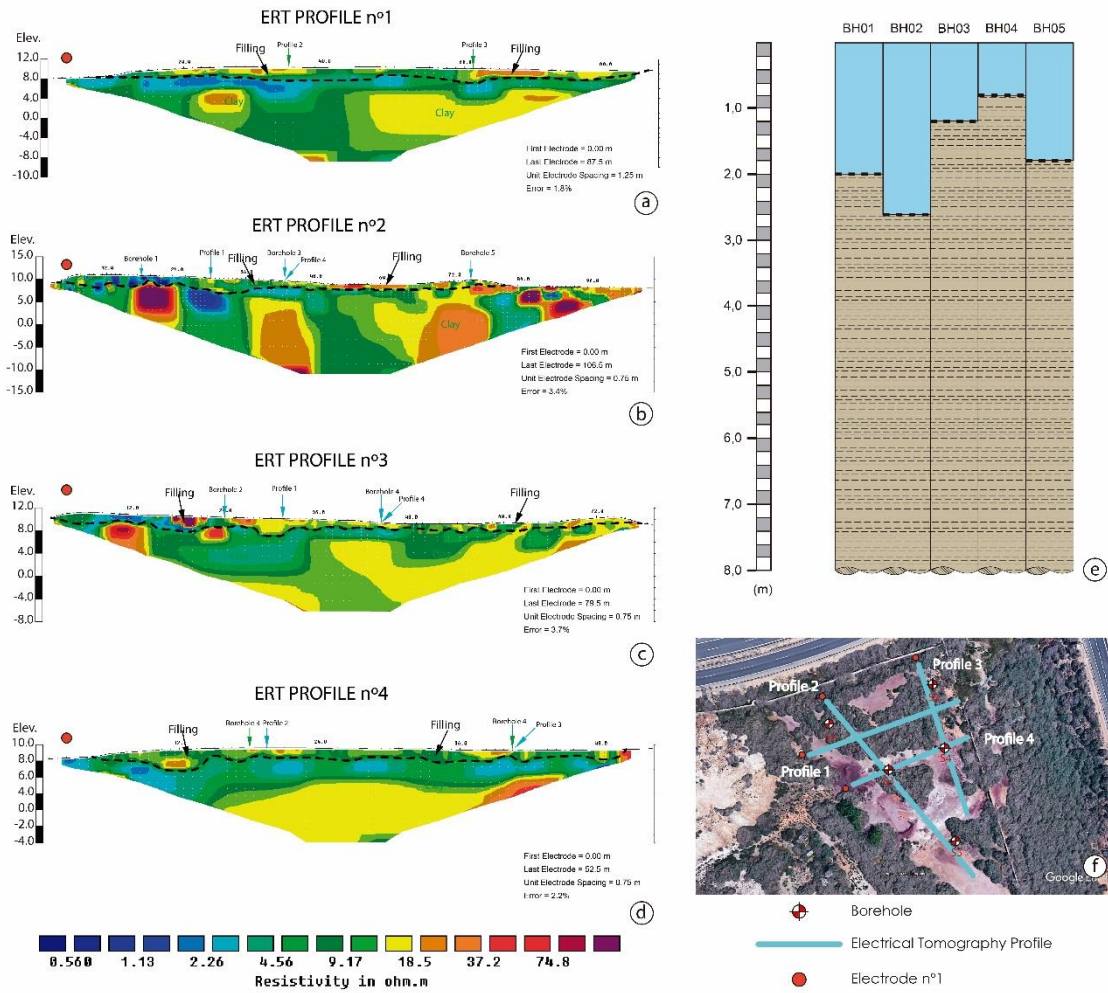 ERT PROFILE nº1
Elev.
Filling
Profile 2
Profile 3
Filling
12.0
8.0
4.0
0.0
-4.0
-8.0
-10.0
Clay
Clay
First Electrode = 0.00 m
Last Electrode = 87.5 m
Unit Electrode Spacing = 1.25 m
Error = 1.8%
a
ERT PROFILE nº2
Elev.
Borehole 1
Profile 1
Filling
Borehole 3
Profile 4
Filling
Borehole 5
15.0
10.0
5.0
0.0
-5.0
-10.0
-15.0
Clay
First Electrode = 0.00 m
Last Electrode = 106.5 m
Unit Electrode Spacing = 0.75 m
Error = 3.4%
b
ERT PROFILE nº3
Elev.
Filling
Borehole 2
Profile 1
Borehole 4
Profile 4
Filling
12.0
8.0
4.0
0.0
-4.0
-8.0
First Electrode = 0.00 m
Last Electrode = 79.5 m
Unit Electrode Spacing = 0.75 m
Error = 3.7%
c
ERT PROFILE nº4
Elev.
Filling
Profile 2
Filling
Borehole 4
Profile 3
10.0
8.0
6.0
4.0
2.0
0.0
-2.0
-4.0
First Electrode = 0.00 m
Last Electrode = 52.5 m
Unit Electrode Spacing = 0.75 m
Error = 2.2%
d
0.560 1.13 2.26 4.56 9.17 18.5 37.2 74.8
Resistivity in ohm.m
BH01 BH02 BH03 BH04 BH05
1,0
2,0
3,0
4,0
5,0
6,0
7,0
8,0
(m)
e
Profile 3
Profile 2
Profile 4
Profile 1
Google
f
Borehole
Electrical Tomography Profile
Electrode nº1